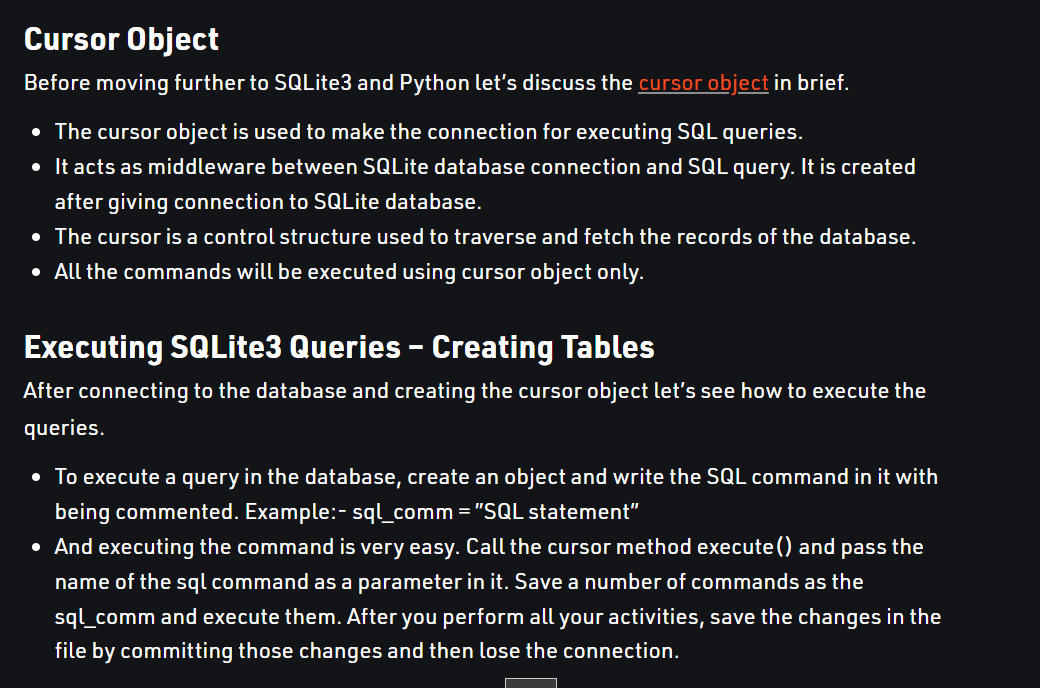 Cursor Object
Before moving further to SQLite3 and Python let's discuss the cursor object in brief.
• The cursor object is used to make the connection for executing SQL queries.
• It acts as middleware between SQLite database connection and SQL query. It is created
after giving connection to SQLite database.
• The cursor is a control structure used to traverse and fetch the records of the database.
• All the commands will be executed using cursor object only.
Executing SQLite3 Queries – Creating Tables
After connecting to the database and creating the cursor object let's see how to execute the
queries.
• To execute a query in the database, create an object and write the SQL command in it with
being commented. Example:- sql_comm = "SQL statement"
• And executing the command is very easy. Call the cursor method execute() and pass the
name of the sql command as a parameter in it. Save a number of commands as the
sql_comm and execute them. After you perform all your activities, save the changes in the
file by committing those changes and then lose the connection.